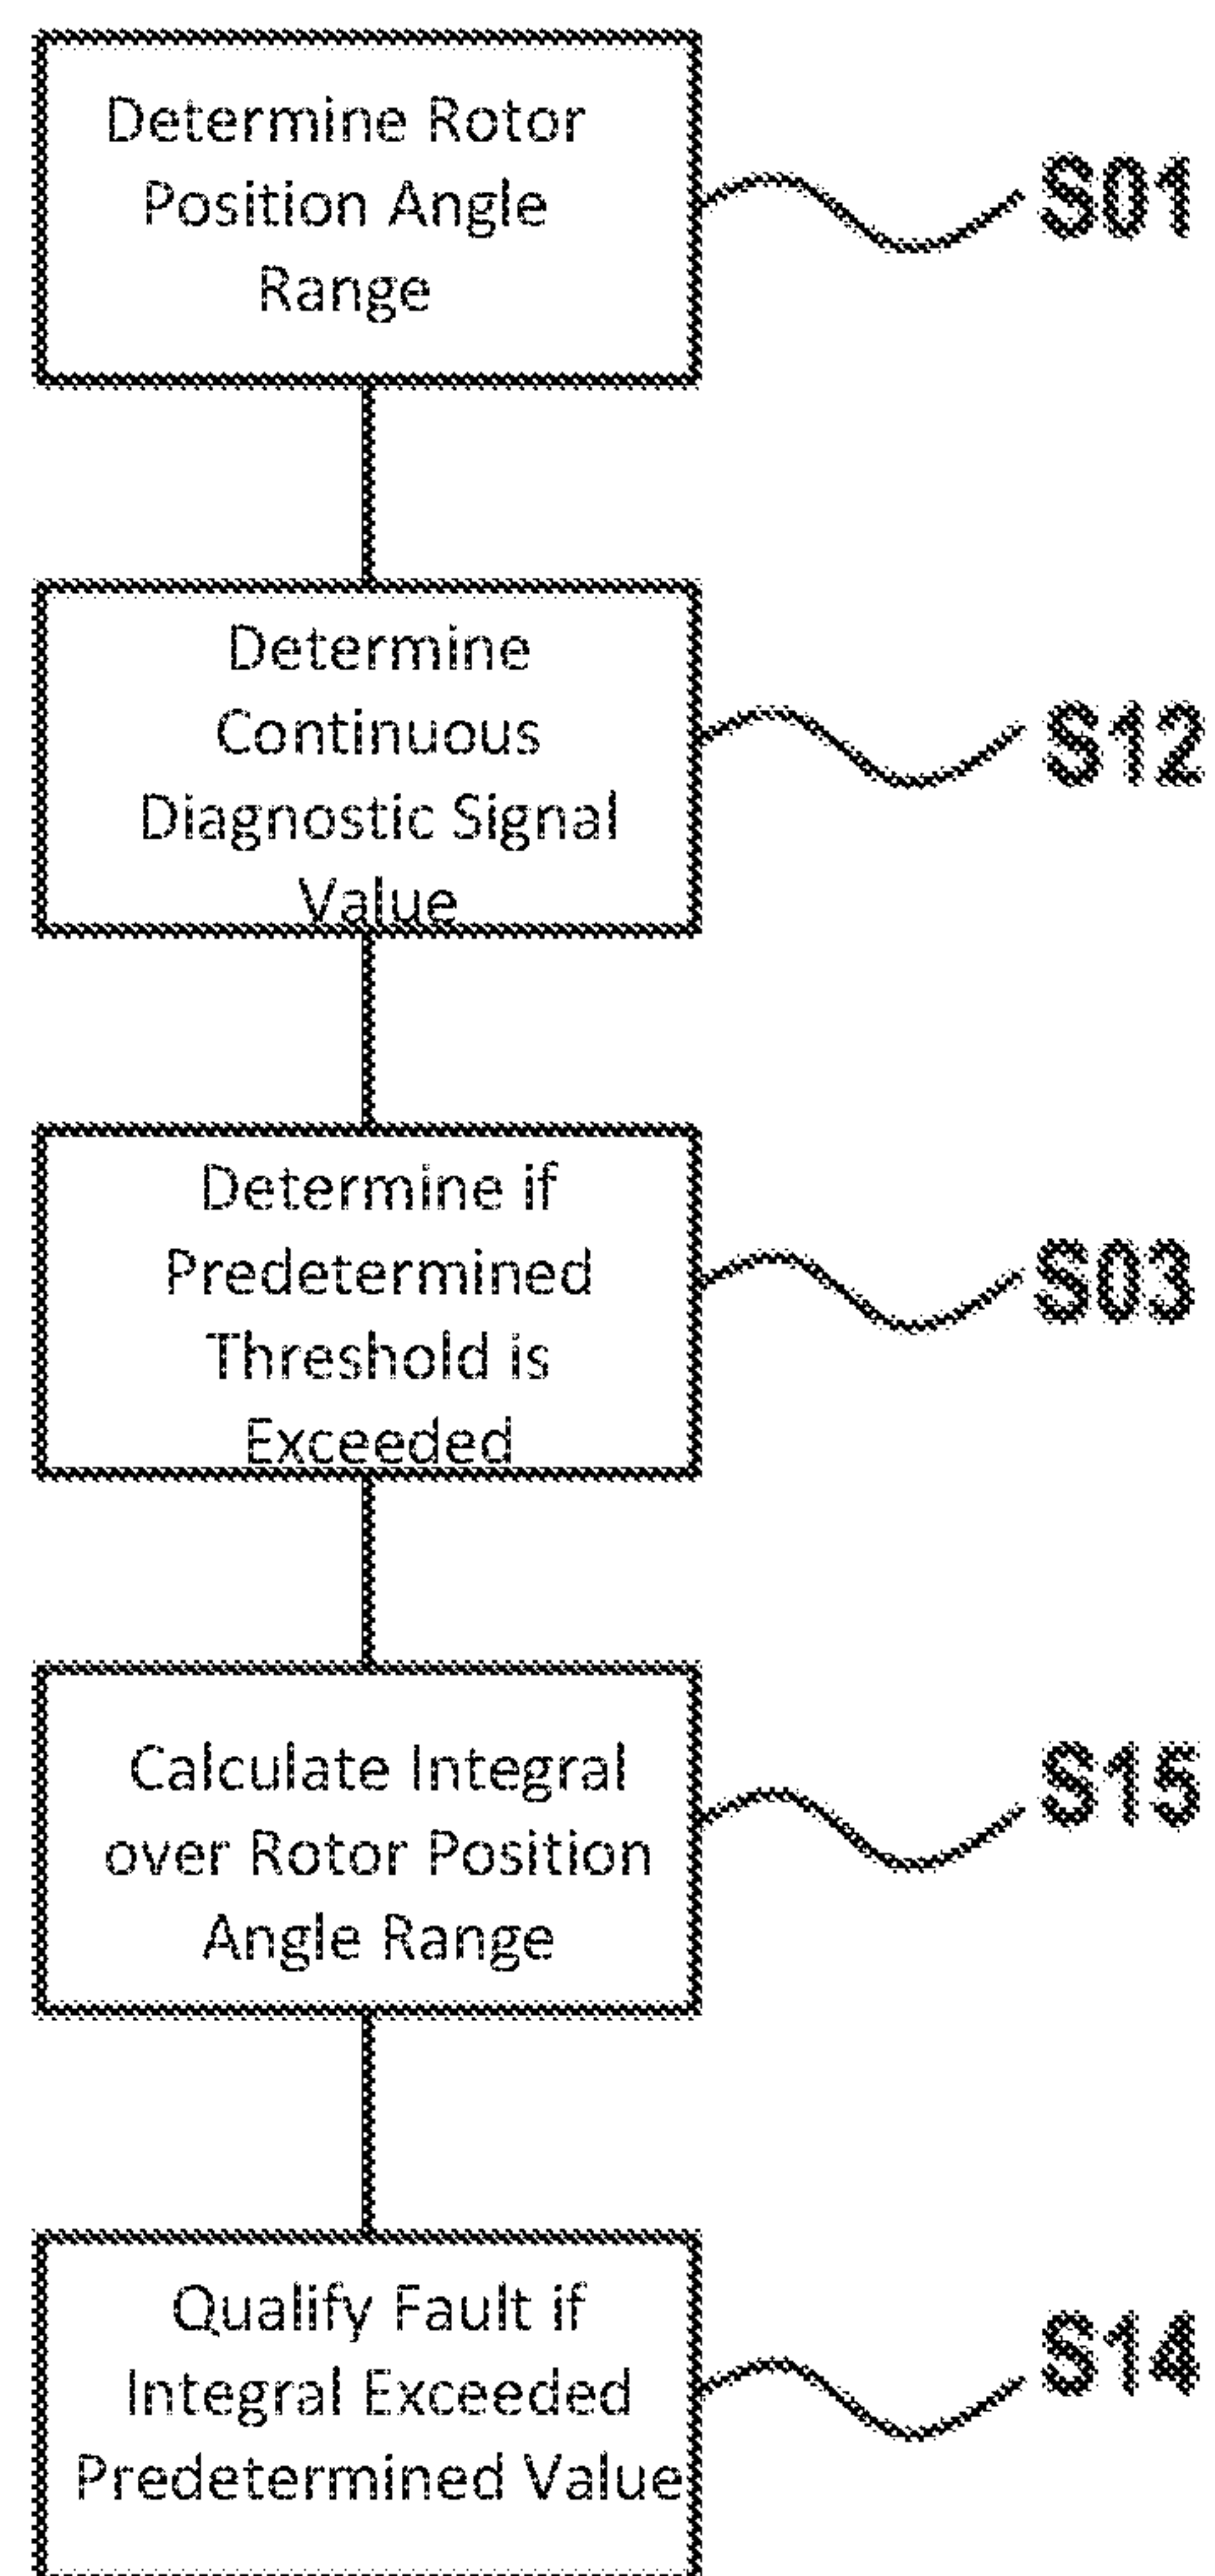 Determine Rotor
Position Angle
Range
S01
Determine
Continuous
Diagnostic Signal
Value
S12
Determine if
Predetermined
Threshold is
Exceeded
S03
Calculate Integral
over Rotor Position
Angle Range
S15
Qualify Fault if
Integral Exceeded
Predetermined Value
S14